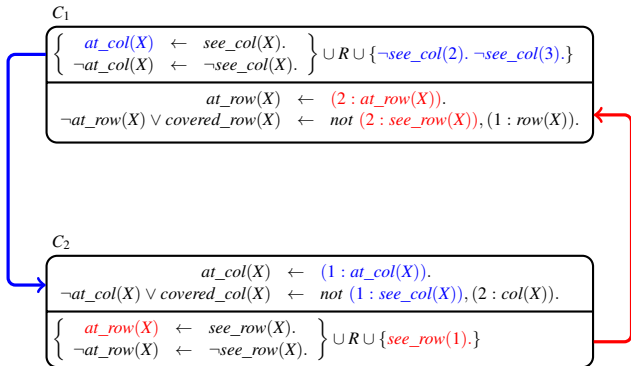 C₁
{ at_col(X) ← see_col(X).
¬at_col(X) ← ¬see_col(X). } ∪ R ∪ {¬see_col(2). ¬see_col(3).}
at_row(X) ← (2 : at_row(X)).
¬at_row(X) ∨ covered_row(X) ← not (2 : see_row(X)), (1 : row(X)).
C₂
at_col(X) ← (1 : at_col(X)).
¬at_col(X) ∨ covered_col(X) ← not (1 : see_col(X)), (2 : col(X)).
{ at_row(X) ← see_row(X).
¬at_row(X) ← ¬see_row(X). } ∪ R ∪ {see_row(1).}